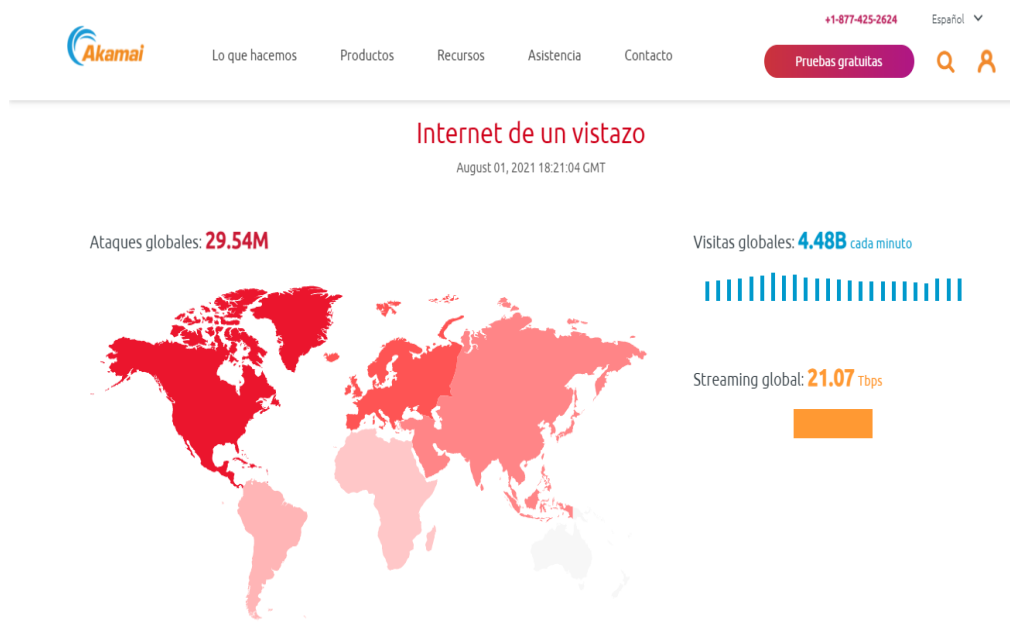 +1-877-425-2624 Español
Akamai Lo que hacemos Productos Recursos Asistencia Contacto Pruebas gratuitas
Internet de un vistazo
August 01, 2021 18:21:04 GMT
Ataques globales: 29.54M
Visitas globales: 4.48B cada minuto
Streaming global: 21.07 Tbps